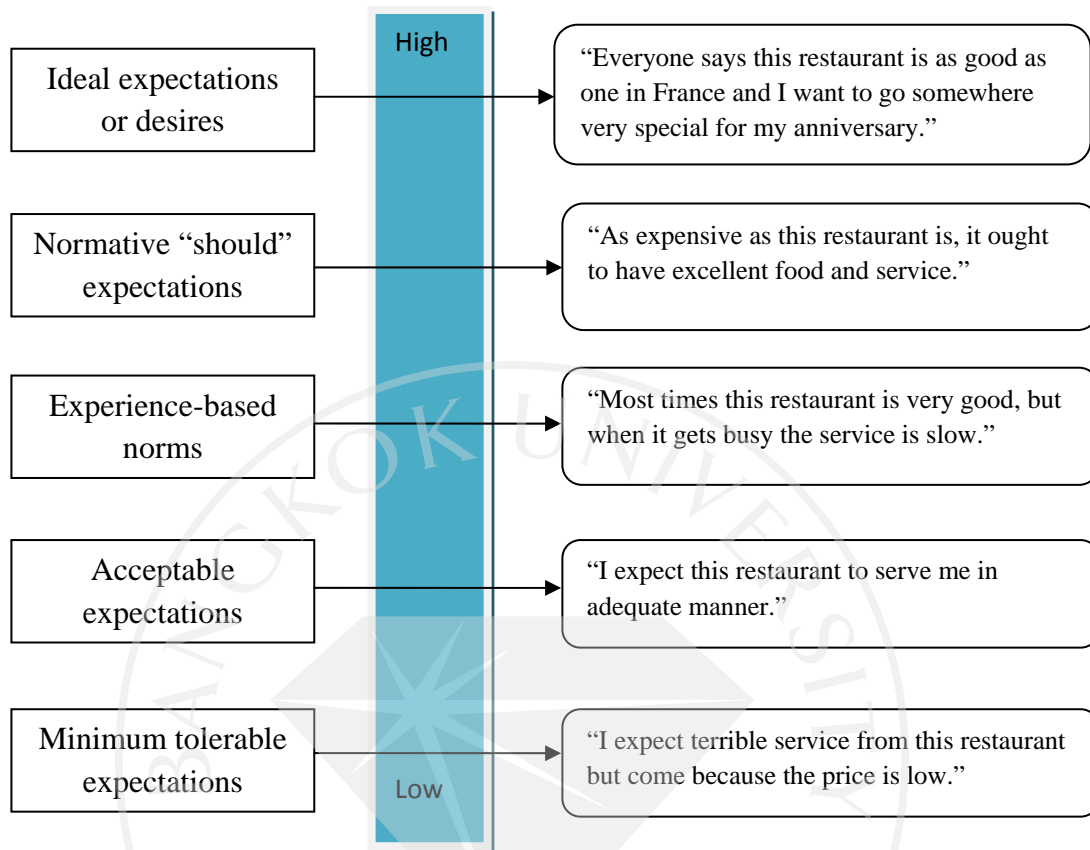 High
Ideal expectations
or desires
“Everyone says this restaurant is as good as
one in France and I want to go somewhere
very special for my anniversary.”
Normative “should”
expectations
“As expensive as this restaurant is, it ought
to have excellent food and service.”
Experience-based
norms
“Most times this restaurant is very good, but
when it gets busy the service is slow.”
Acceptable
expectations
“I expect this restaurant to serve me in
adequate manner.”
Minimum tolerable
expectations
“I expect terrible service from this restaurant
but come because the price is low.”
Low
BANGKOK UNIVERSITY